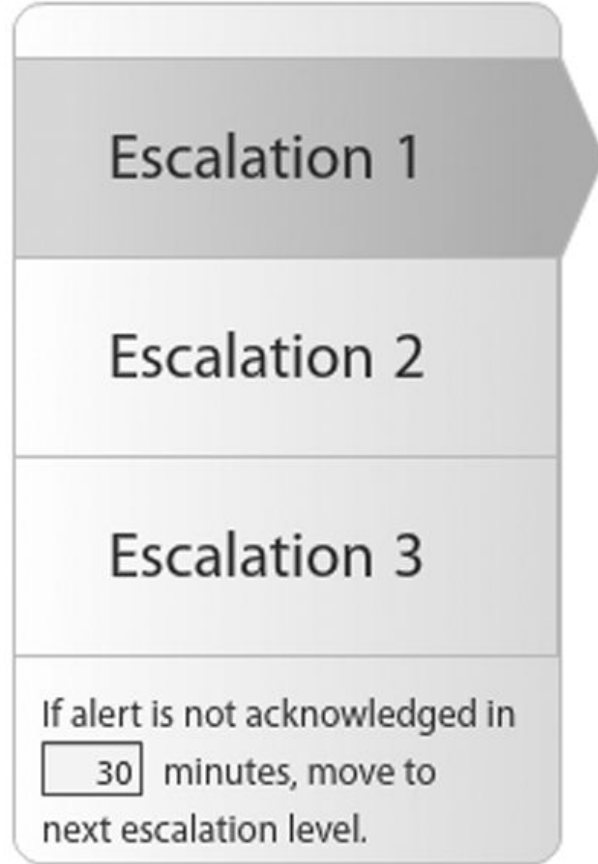 Escalation 1
Escalation 2
Escalation 3
If alert is not acknowledged in
30 minutes, move to
next escalation level.